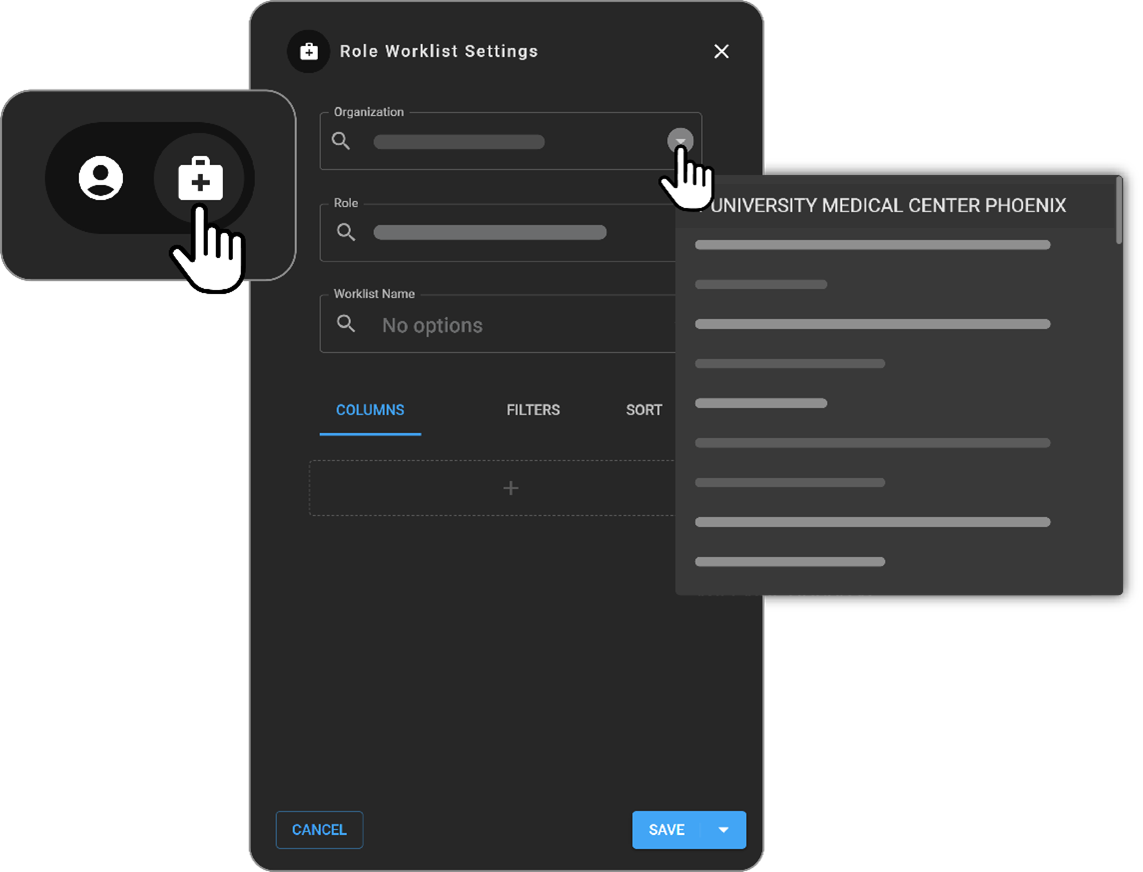 Role Worklist Settings
Organization
UNIVERSITY MEDICAL CENTER PHOENIX
Role
Worklist Name
No options
COLUMNS FILTERS SORT
CANCEL SAVE